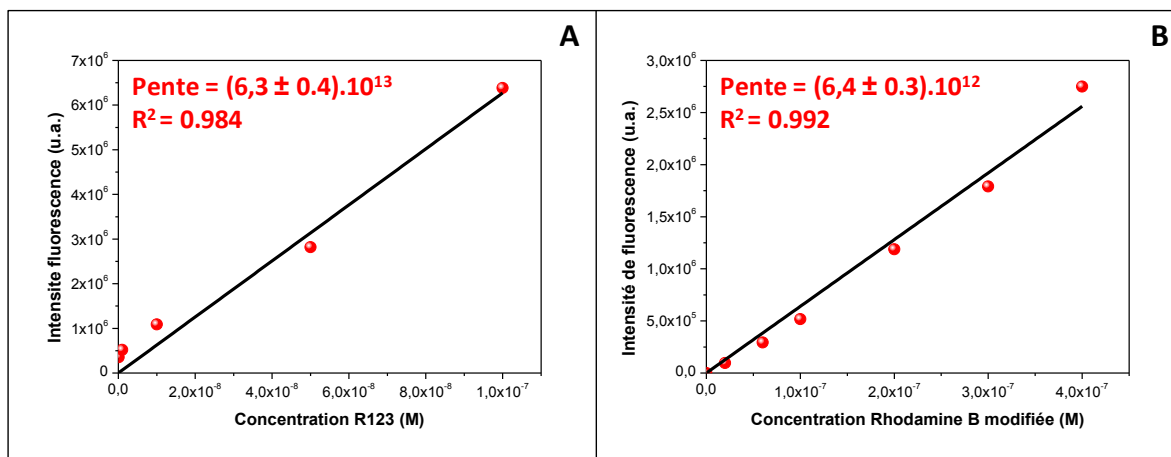 A
Pente = (6,3 ± 0.4).10¹³
R² = 0.984
7x10⁶
6x10⁶
5x10⁶
4x10⁶
3x10⁶
2x10⁶
1x10⁶
0
Intensite fluorescence (u.a.)
0,0 2,0x10⁻⁸ 4,0x10⁻⁸ 6,0x10⁻⁸ 8,0x10⁻⁸ 1,0x10⁻⁷
Concentration R123 (M)
B
Pente = (6,4 ± 0.3).10¹²
R² = 0.992
3,0x10⁶
2,5x10⁶
2,0x10⁶
1,5x10⁶
1,0x10⁶
5,0x10⁵
0,0
Intensité de fluorescence (u.a.)
0,0 1,0x10⁻⁷ 2,0x10⁻⁷ 3,0x10⁻⁷ 4,0x10⁻⁷
Concentration Rhodamine B modifiée (M)